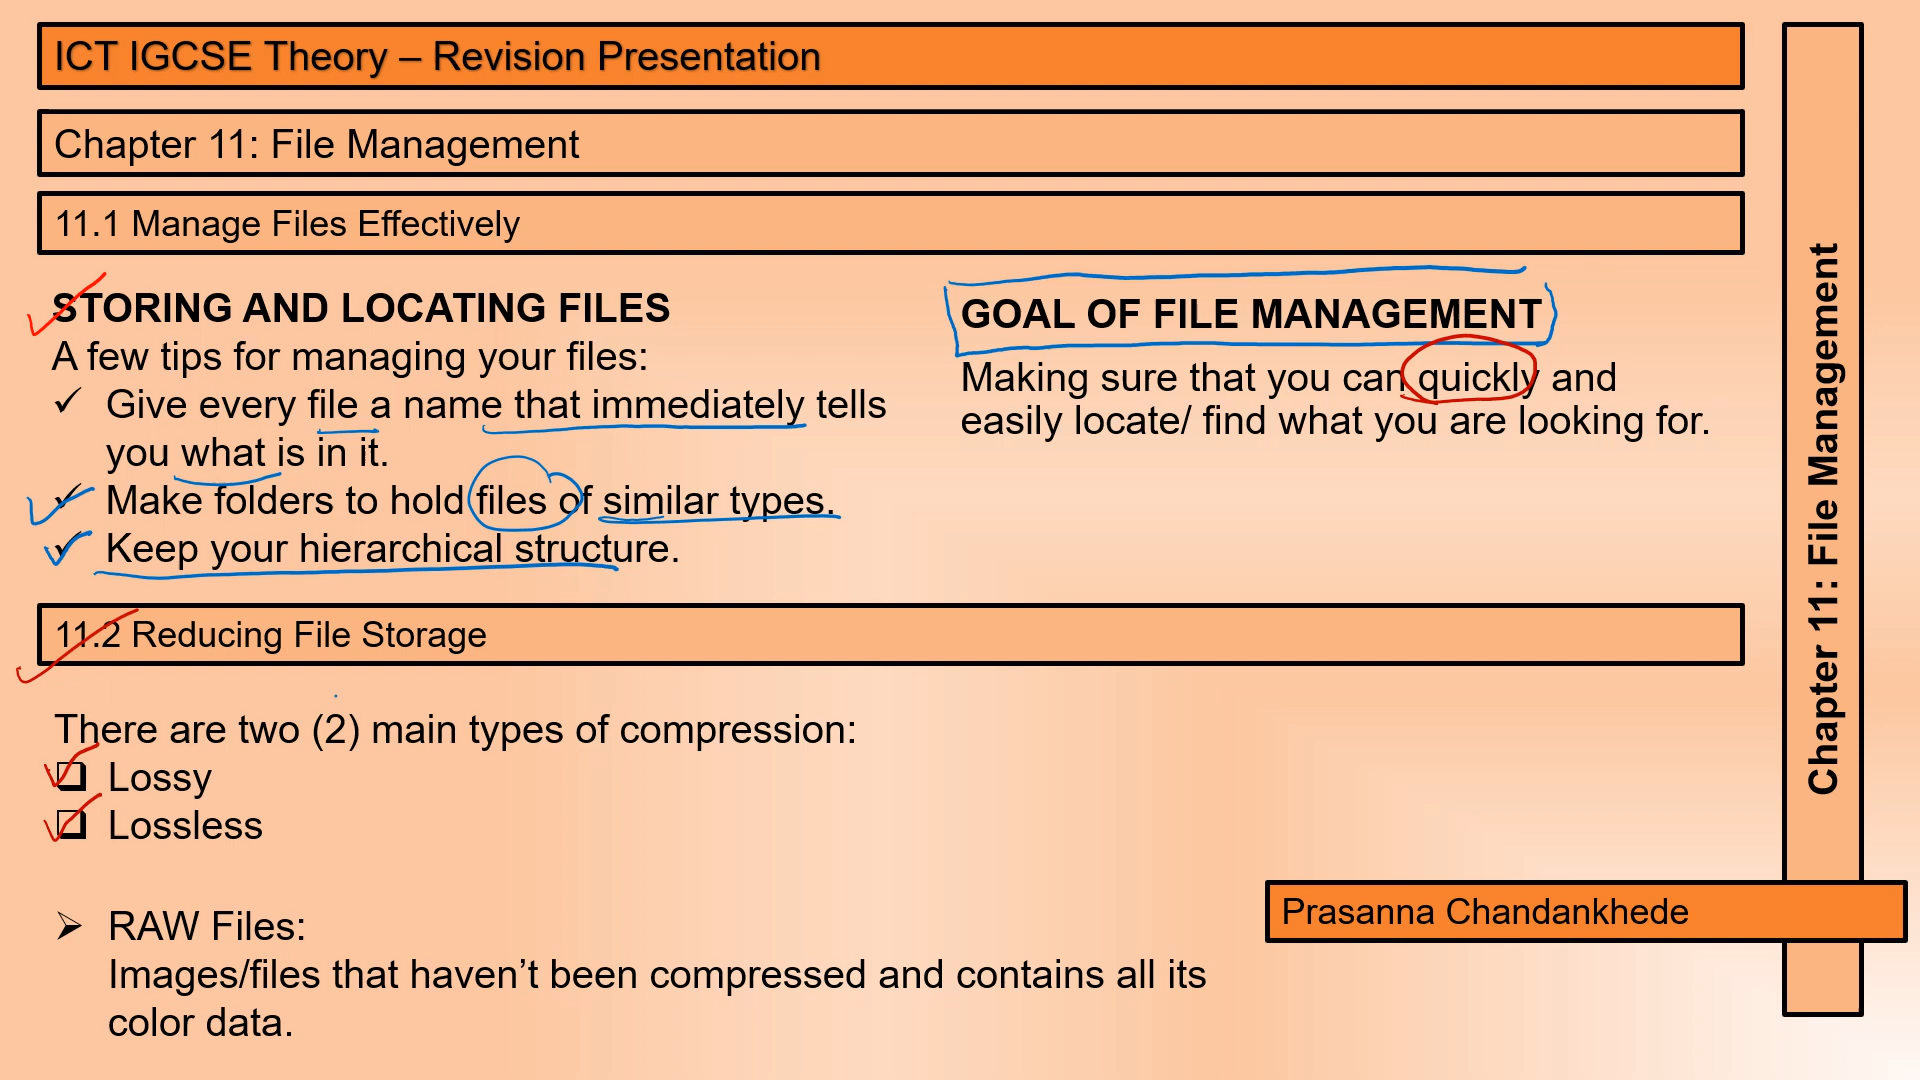 ICT IGCSE Theory – Revision Presentation
Chapter 11: File Management
11.1 Manage Files Effectively
STORING AND LOCATING FILES
A few tips for managing your files:
✓ Give every file a name that immediately tells
you what is in it.
✓ Make folders to hold files of similar types.
✓ Keep your hierarchical structure.
GOAL OF FILE MANAGEMENT
Making sure that you can quickly and
easily locate/ find what you are looking for.
11.2 Reducing File Storage
There are two (2) main types of compression:
❑ Lossy
❑ Lossless
➢ RAW Files:
Images/files that haven’t been compressed and contains all its
color data.
Chapter 11: File Management
Prasanna Chandankhede